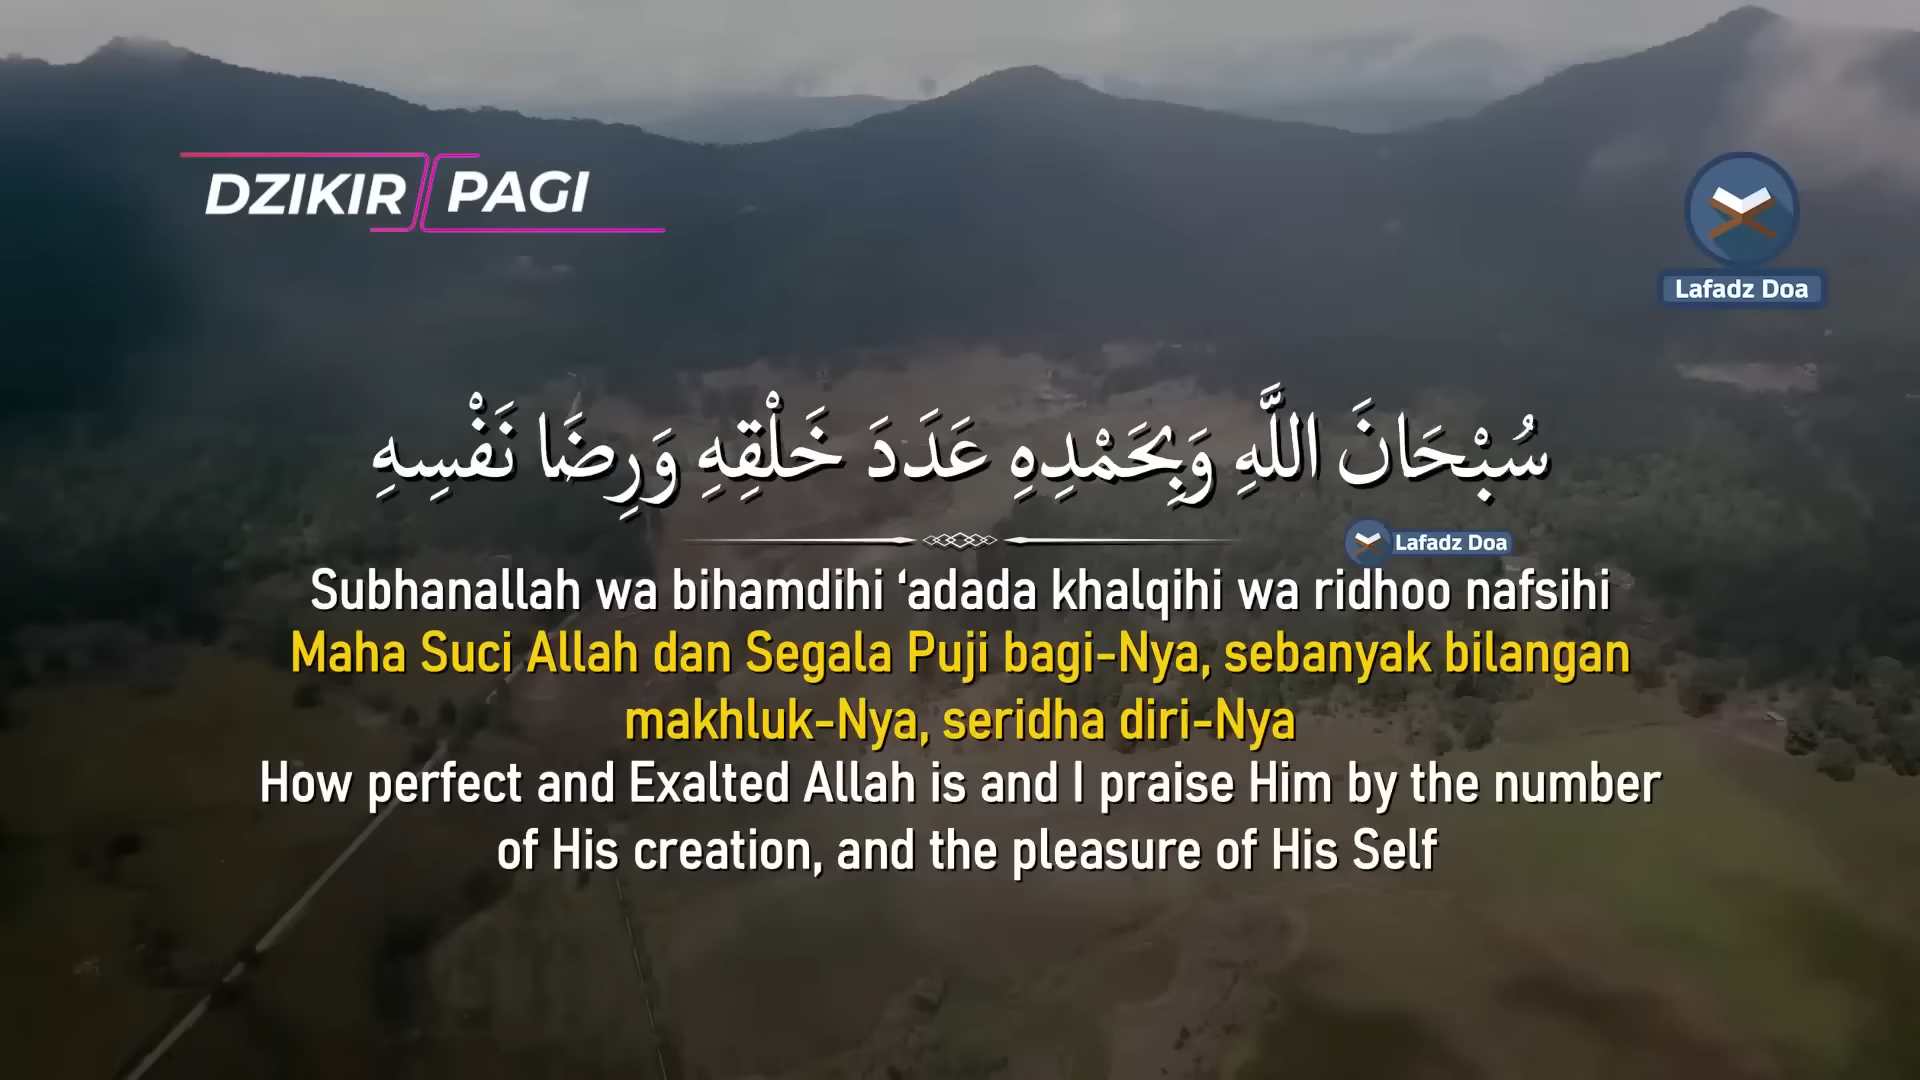 DZIKIR PAGI
Lafadz Doa
سُبْحَانَ اللَّهِ وَبِحَمْدِهِ عَدَدَ خَلْقِهِ وَرِضَا نَفْسِهِ
Lafadz Doa
Subhanallah wa bihamdihi ‘adada khalqihi wa ridhoo nafsihi
Maha Suci Allah dan Segala Puji bagi-Nya, sebanyak bilangan
makhluk-Nya, seridha diri-Nya
How perfect and Exalted Allah is and I praise Him by the number
of His creation, and the pleasure of His Self